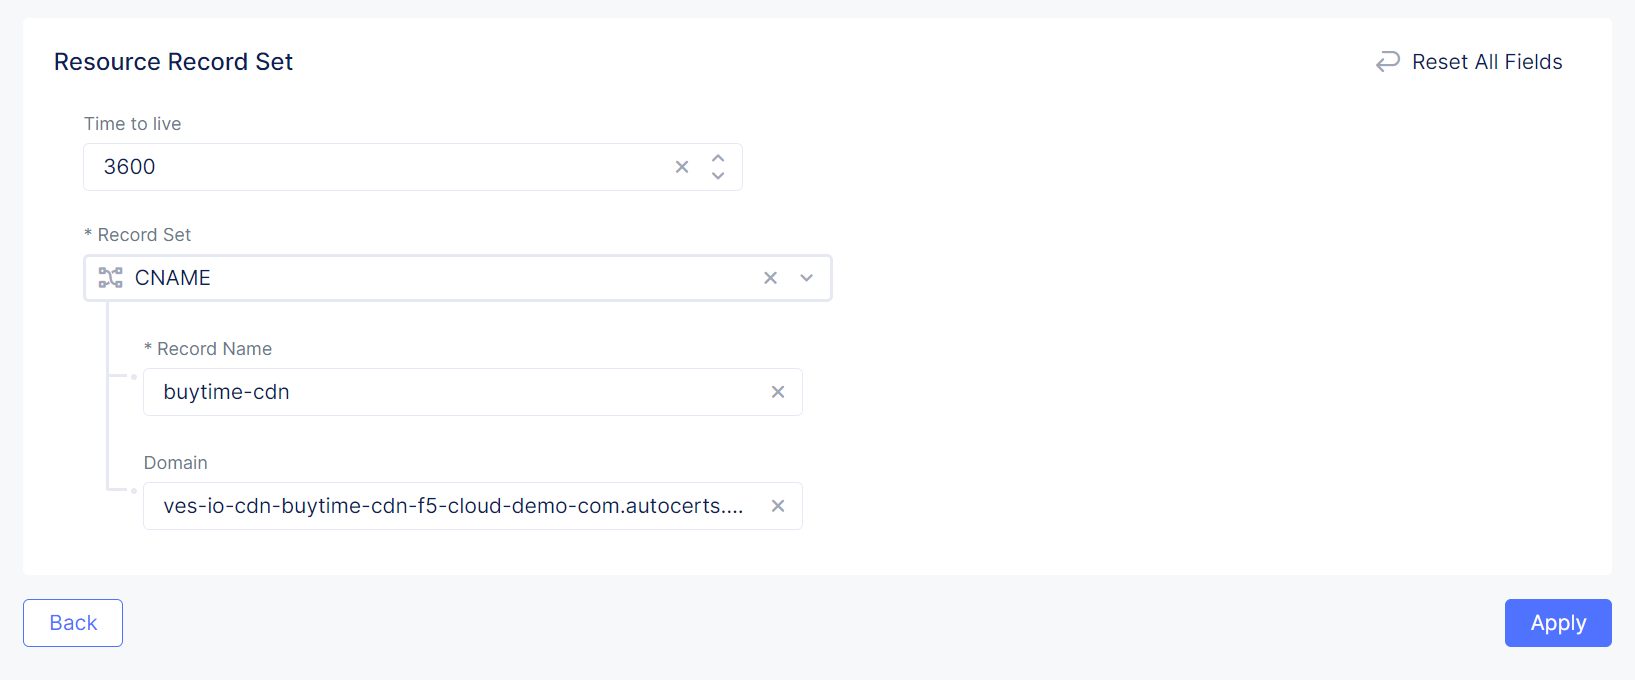 Resource Record Set
Reset All Fields
Time to live
3600
* Record Set
CNAME
* Record Name
buytime-cdn
Domain
ves-io-cdn-buytime-cdn-f5-cloud-demo-com.autocerts....
Back
Apply